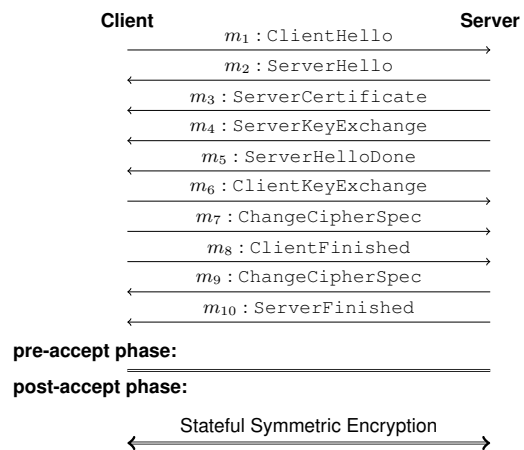 Client Server
m₁ : ClientHello
m₂ : ServerHello
m₃ : ServerCertificate
m₄ : ServerKeyExchange
m₅ : ServerHelloDone
m₆ : ClientKeyExchange
m₇ : ChangeCipherSpec
m₈ : ClientFinished
m₉ : ChangeCipherSpec
m₁₀ : ServerFinished
pre-accept phase:
post-accept phase:
Stateful Symmetric Encryption